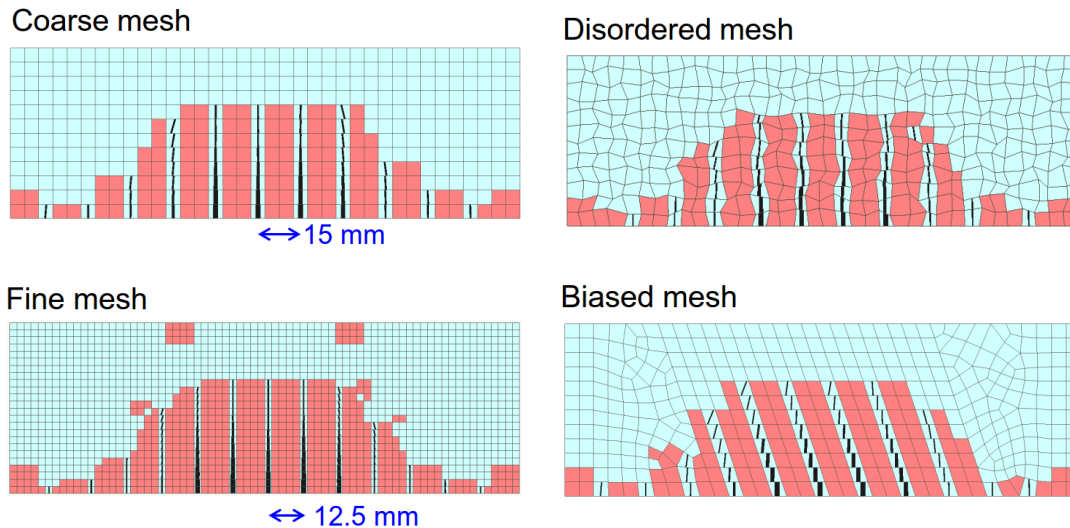 Coarse mesh
Disordered mesh
15 mm
Fine mesh
Biased mesh
12.5 mm